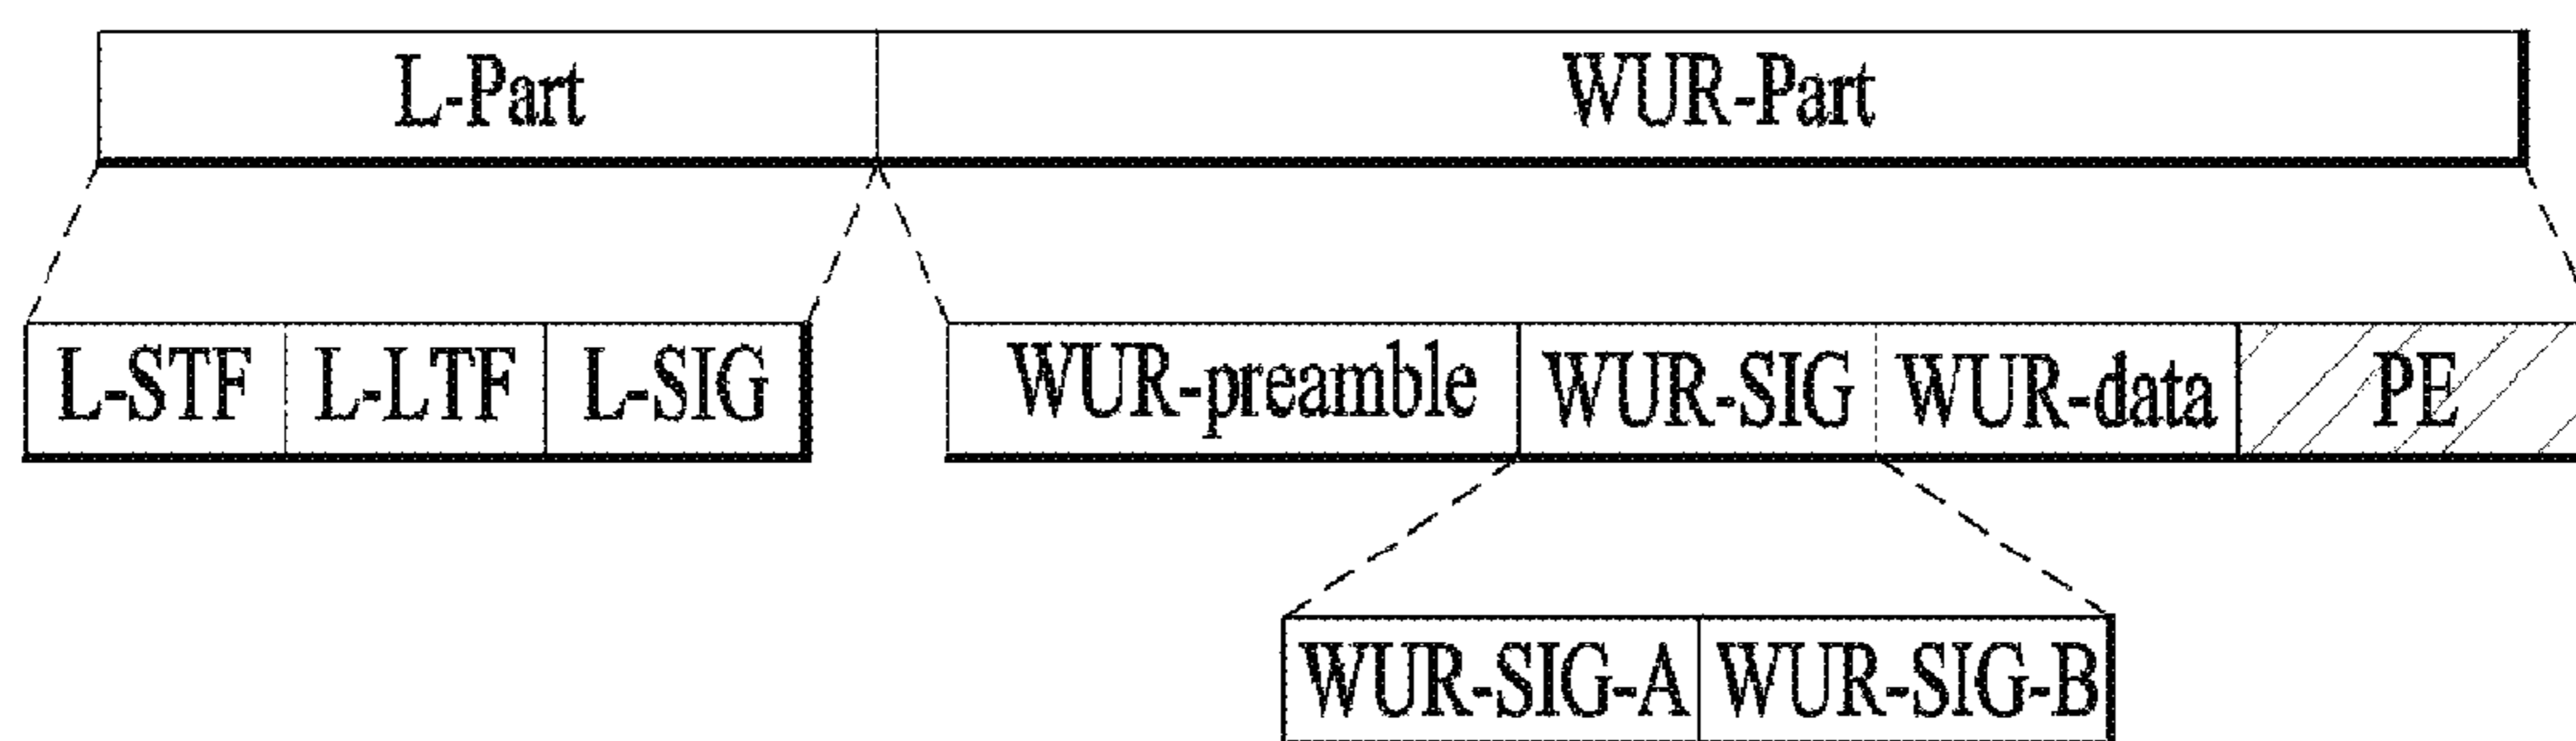 L-Part WUR-Part
L-STF L-LTF L-SIG WUR-preamble WUR-SIG WUR-data PE
WUR-SIG-A WUR-SIG-B